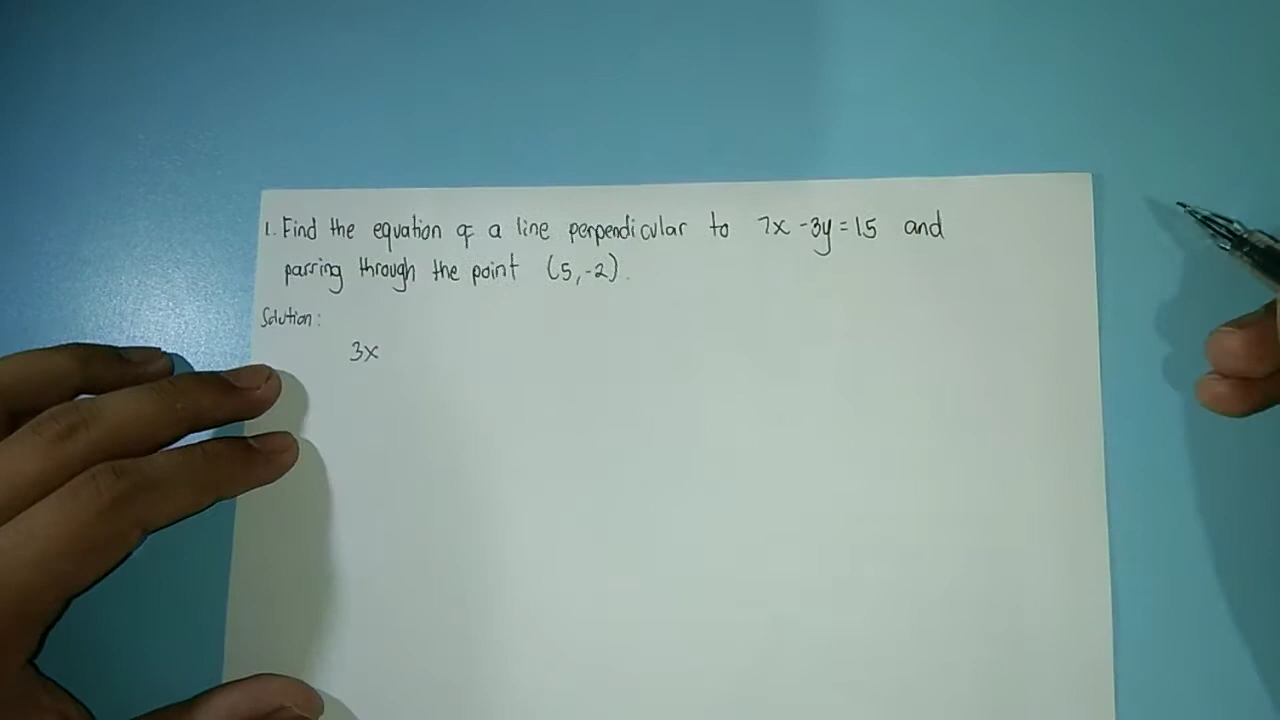 1. Find the equation of a line perpendicular to 7x - 3y = 15 and
passing through the point (5, -2).
Solution:
3x